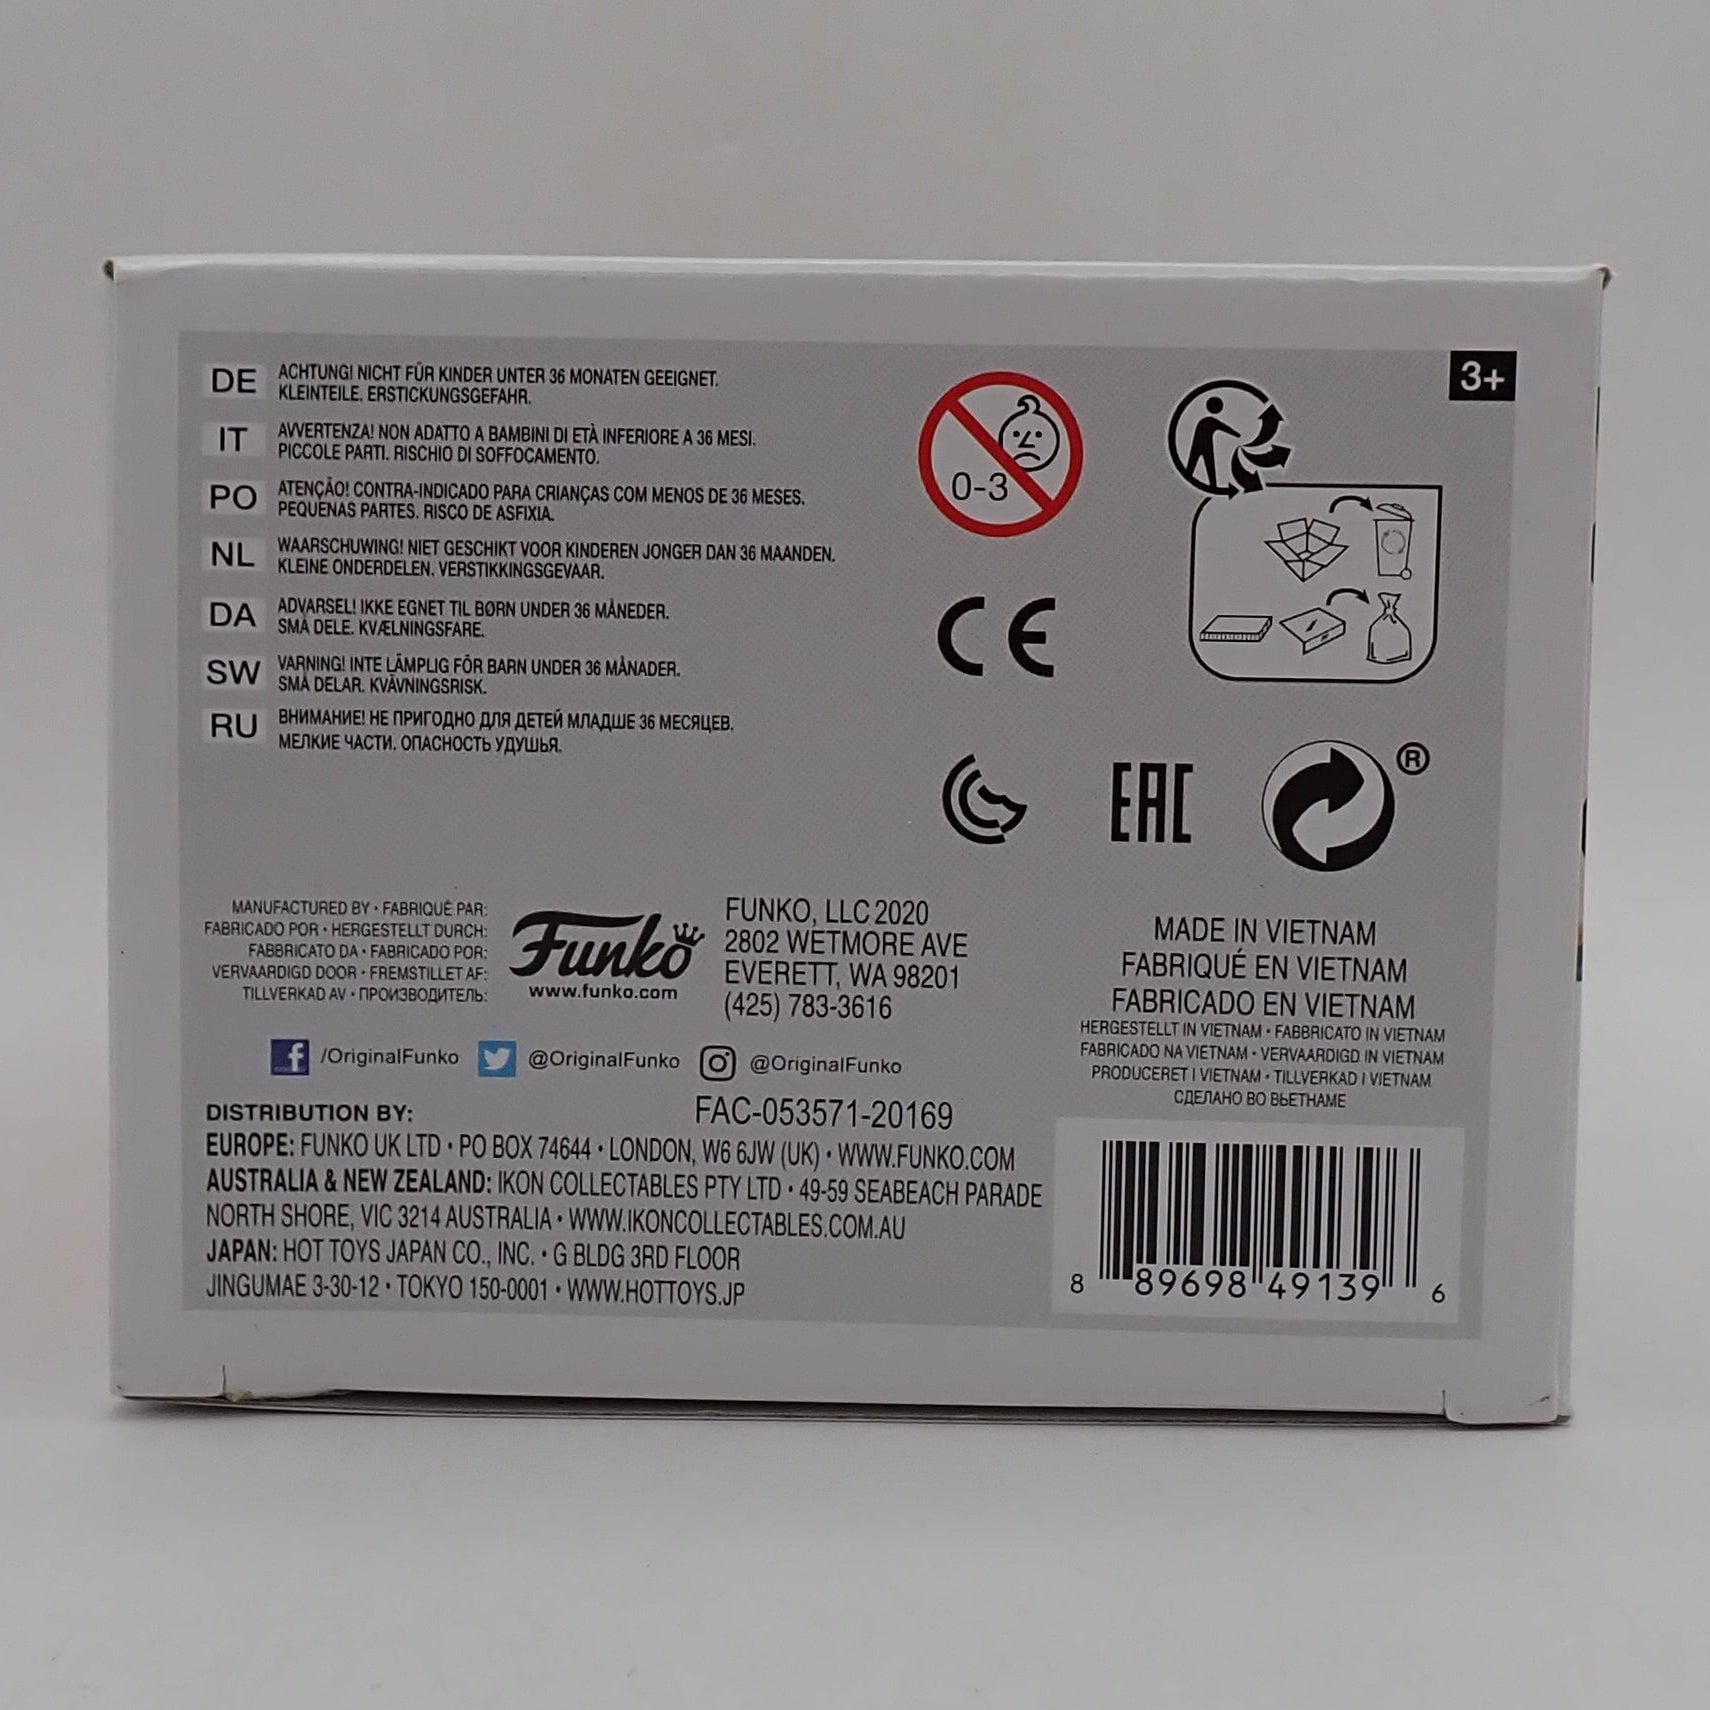 DE ACHTUNG! NICHT FÜR KINDER UNTER 36 MONATEN GEEIGNET.
KLEINTEILE. ERSTICKUNGSGEFAHR.
IT AVVERTENZA! NON ADATTO A BAMBINI DI ETÀ INFERIORE A 36 MESI.
PICCOLE PARTI. RISCHIO DI SOFFOCAMENTO.
PO ATENÇÃO! CONTRA-INDICADO PARA CRIANÇAS COM MENOS DE 36 MESES.
PEQUENAS PARTES. RISCO DE ASFIXIA.
NL WAARSCHUWING! NIET GESCHIKT VOOR KINDEREN JONGER DAN 36 MAANDEN.
KLEINE ONDERDELEN. VERSTIKKINGSGEVAAR.
DA ADVARSEL! IKKE EGNET TIL BØRN UNDER 36 MÅNEDER.
SMÅ DELE. KVÆLNINGSFARE.
SW VARNING! INTE LÄMPLIG FÖR BARN UNDER 36 MÅNADER.
SMÅ DELAR. KVÄVNINGSRISK.
RU ВНИМАНИЕ! НЕ ПРИГОДНО ДЛЯ ДЕТЕЙ МЛАДШЕ 36 МЕСЯЦЕВ.
МЕЛКИЕ ЧАСТИ. ОПАСНОСТЬ УДУШЬЯ.
0-3
3+
CE
EAC
®
MANUFACTURED BY • FABRIQUÉ PAR:
FABRICADO POR • HERGESTELLT DURCH:
FABBRICATO DA • FABRICADO POR:
VERVAARDIGD DOOR • FREMSTILLET AF:
TILLVERKAD AV • ПРОИЗВОДИТЕЛЬ:
Funko
www.funko.com
FUNKO, LLC 2020
2802 WETMORE AVE
EVERETT, WA 98201
(425) 783-3616
MADE IN VIETNAM
FABRIQUÉ EN VIETNAM
FABRICADO EN VIETNAM
HERGESTELLT IN VIETNAM • FABBRICATO IN VIETNAM
FABRICADO NA VIETNAM • VERVAARDIGD IN VIETNAM
PRODUCERET I VIETNAM • TILLVERKAD I VIETNAM
СДЕЛАНО ВО ВЬЕТНАМЕ
f /OriginalFunko @OriginalFunko @OriginalFunko
DISTRIBUTION BY: FAC-053571-20169
EUROPE: FUNKO UK LTD • PO BOX 74644 • LONDON, W6 6JW (UK) • WWW.FUNKO.COM
AUSTRALIA & NEW ZEALAND: IKON COLLECTABLES PTY LTD • 49-59 SEABEACH PARADE
NORTH SHORE, VIC 3214 AUSTRALIA • WWW.IKONCOLLECTABLES.COM.AU
JAPAN: HOT TOYS JAPAN CO., INC. • G BLDG 3RD FLOOR
JINGUMAE 3-30-12 • TOKYO 150-0001 • WWW.HOTTOYS.JP
8 89698 49139 6